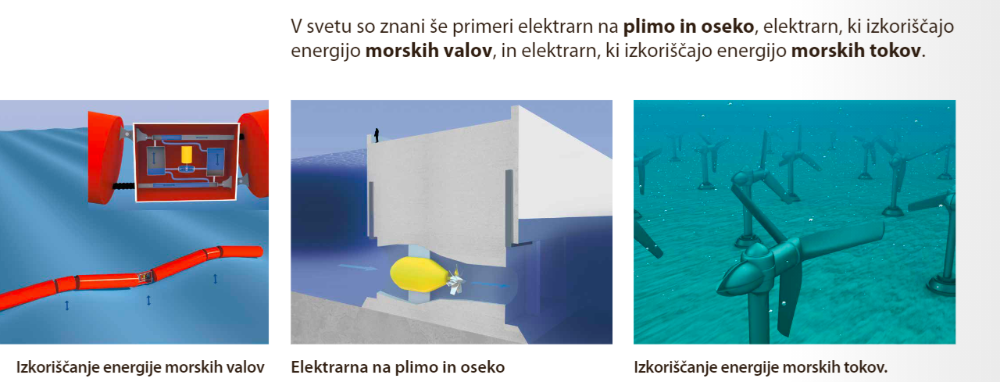 V svetu so znani še primeri elektrarn na plimo in oseko, elektrarn, ki izkoriščajo
energijo morskih valov, in elektrarn, ki izkoriščajo energijo morskih tokov.
Izkoriščanje energije morskih valov
Elektrarna na plimo in oseko
Izkoriščanje energije morskih tokov.